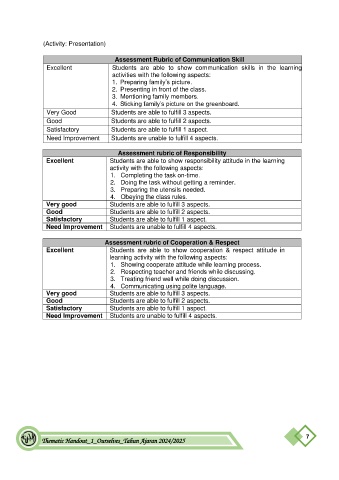 (Activity: Presentation)
Assessment Rubric of Communication Skill
Excellent Students are able to show communication skills in the learning
activities with the following aspects:
1. Preparing family's picture.
2. Presenting in front of the class.
3. Mentioning family members.
4. Sticking family's picture on the greenboard.
Very Good Students are able to fulfill 3 aspects.
Good Students are able to fulfill 2 aspects.
Satisfactory Students are able to fulfill 1 aspect.
Need Improvement Students are unable to fulfill 4 aspects.
Assessment rubric of Responsibility
Excellent Students are able to show responsibility attitude in the learning
activity with the following aspects:
1. Completing the task on-time.
2. Doing the task without getting a reminder.
3. Preparing the utensils needed.
4. Obeying the class rules.
Very good Students are able to fulfill 3 aspects.
Good Students are able to fulfill 2 aspects.
Satisfactory Students are able to fulfill 1 aspect.
Need Improvement Students are unable to fulfill 4 aspects.
Assessment rubric of Cooperation & Respect
Excellent Students are able to show cooperation & respect attitude in
learning activity with the following aspects:
1. Showing cooperate attitude while learning process.
2. Respecting teacher and friends while discussing.
3. Treating friend well while doing discussion.
4. Communicating using polite language.
Very good Students are able to fulfill 3 aspects.
Good Students are able to fulfill 2 aspects.
Satisfactory Students are able to fulfill 1 aspect.
Need Improvement Students are unable to fulfill 4 aspects.
Thematic Handout_1_Ourselves_Tahun Ajaran 2024/2025
7